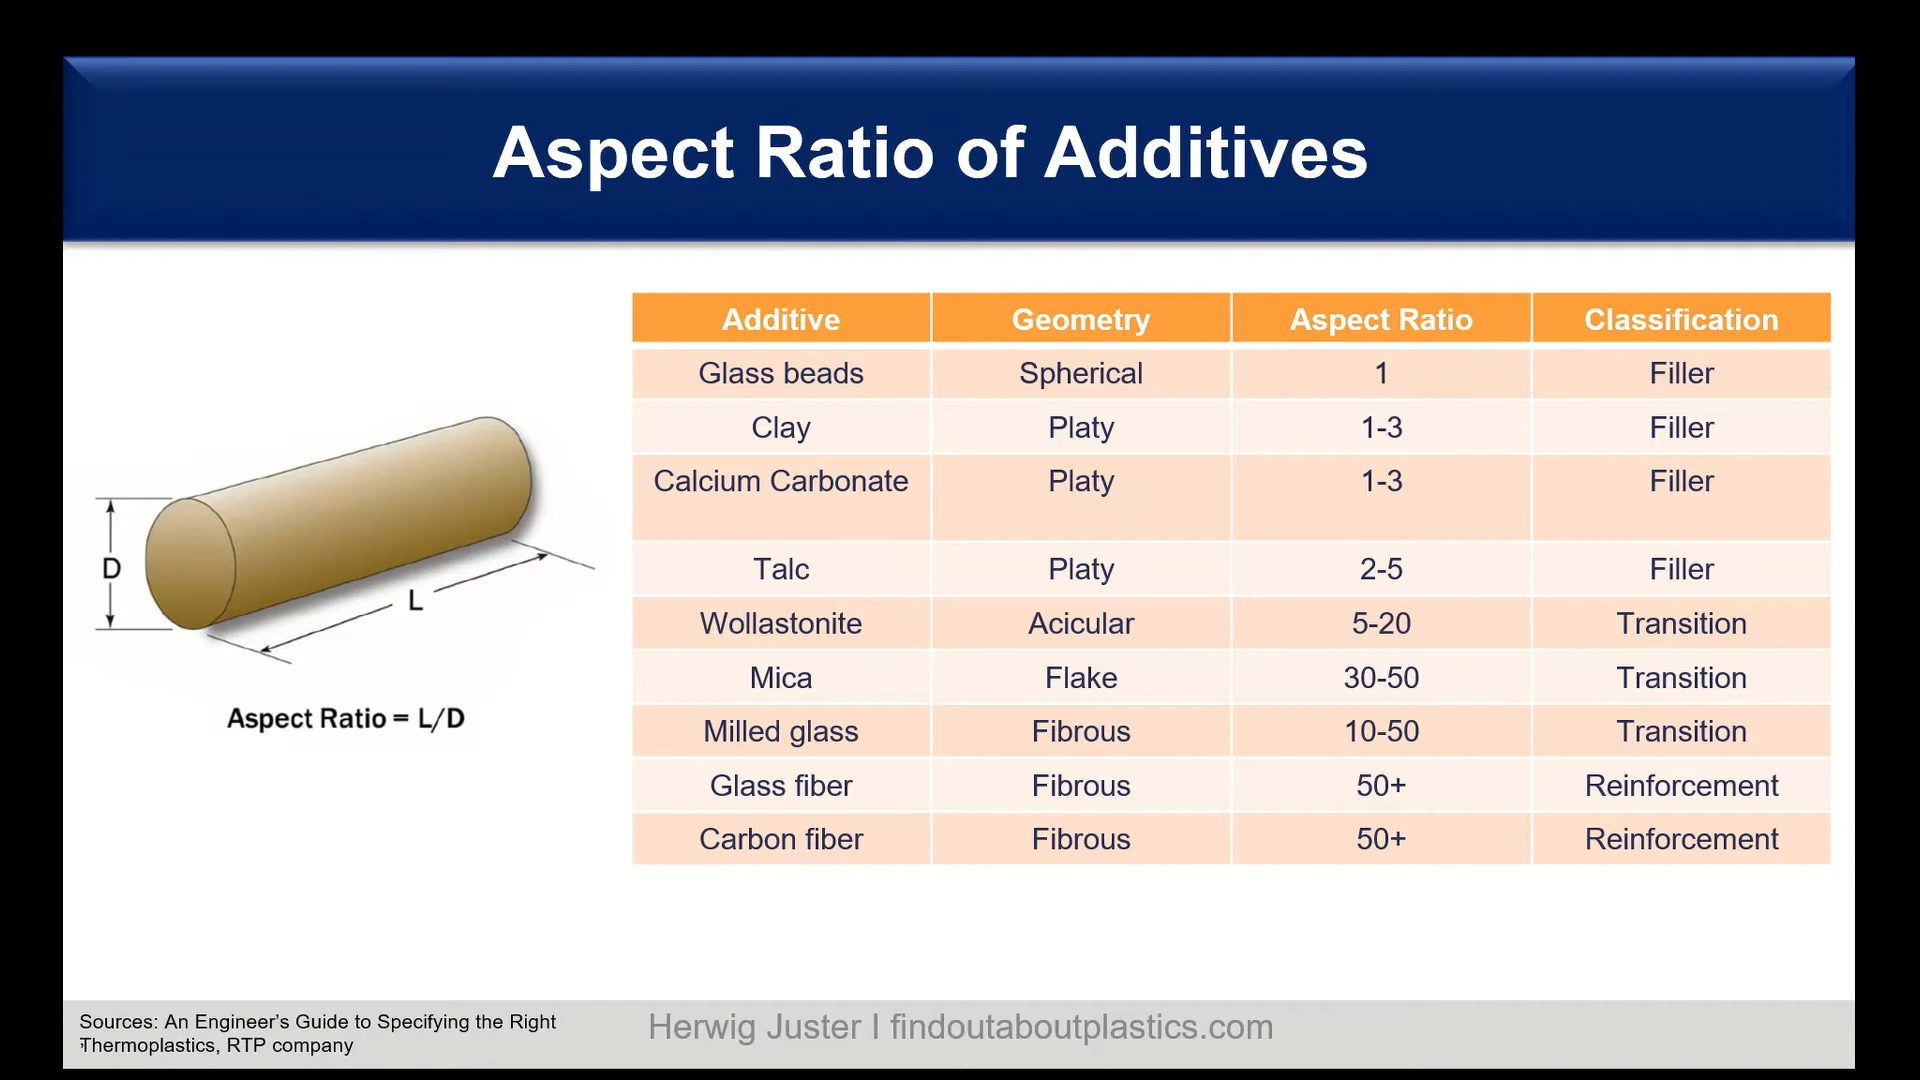 Aspect Ratio of Additives
D
L
Aspect Ratio = L/D
Additive Geometry Aspect Ratio Classification
Glass beads Spherical 1 Filler
Clay Platy 1-3 Filler
Calcium Carbonate Platy 1-3 Filler
Talc Platy 2-5 Filler
Wollastonite Acicular 5-20 Transition
Mica Flake 30-50 Transition
Milled glass Fibrous 10-50 Transition
Glass fiber Fibrous 50+ Reinforcement
Carbon fiber Fibrous 50+ Reinforcement
Sources: An Engineer’s Guide to Specifying the Right
Thermoplastics, RTP company
Herwig Juster I findoutaboutplastics.com